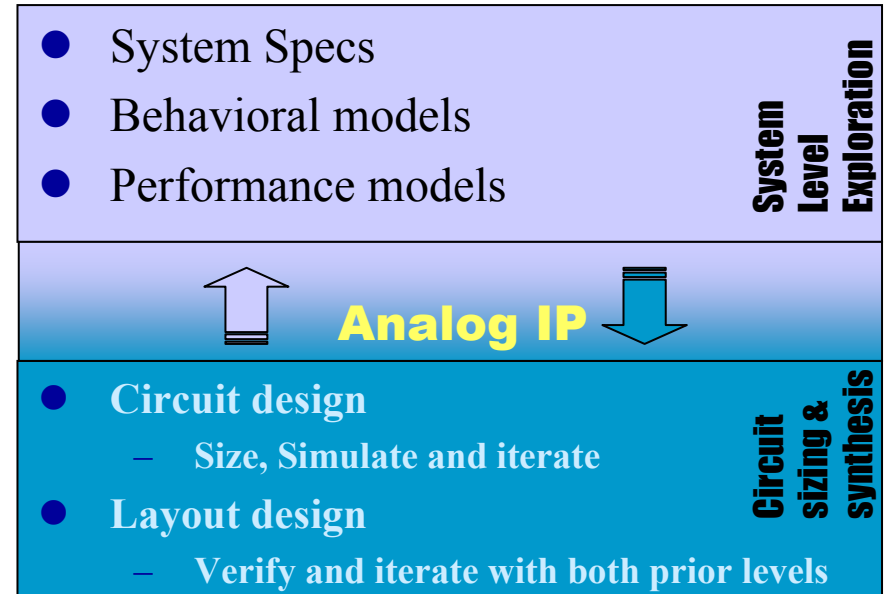 ● System Specs
● Behavioral models
● Performance models
System
Level
Exploration
Analog IP
● Circuit design
– Size, Simulate and iterate
● Layout design
– Verify and iterate with both prior levels
Circuit
sizing &
synthesis